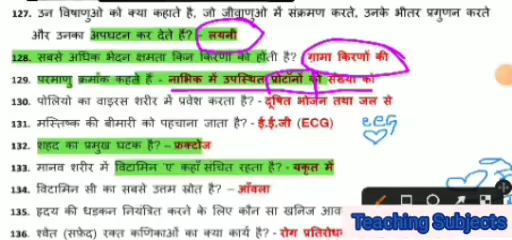 127. उन विषाणुओ को क्या कहाते है, जो जीवाणुओ में संक्रमण करते, उनके भीतर प्रगुणन करते
और उनका अपघटन कर देते है? - लयनी
128. सबसे अधिक भेदन क्षमता किन किरणो की होती है? गामा किरणों की
129. परमाणु क्रमांक कहते है - नाभिक में उपस्थित प्रोटॉनों की संख्या को
130. पोलियो का वाइरस शरीर में प्रवेश करता है? - दूषित भोजन तथा जल से
131. मस्तिष्क की बीमारी को पहचाना जाता है? - ई.ई.जी (ECG)
eeg
132. शहद का प्रमुख घटक है? – फ्रक्टोज
133. मानव शरीर में विटामिन 'ए' कहाँ संचित रहता है? - यकृत में
134. विटामिन सी का सबसे उत्तम स्रोत है? – आँवला
135. हृदय की धड़कन नियंत्रित करने के लिए कौन सा खनिज आव
Teaching Subjects
136. श्वेत (सफेद) रक्त कणिकाओं का क्या कार्य है? - रोग प्रतिरोध